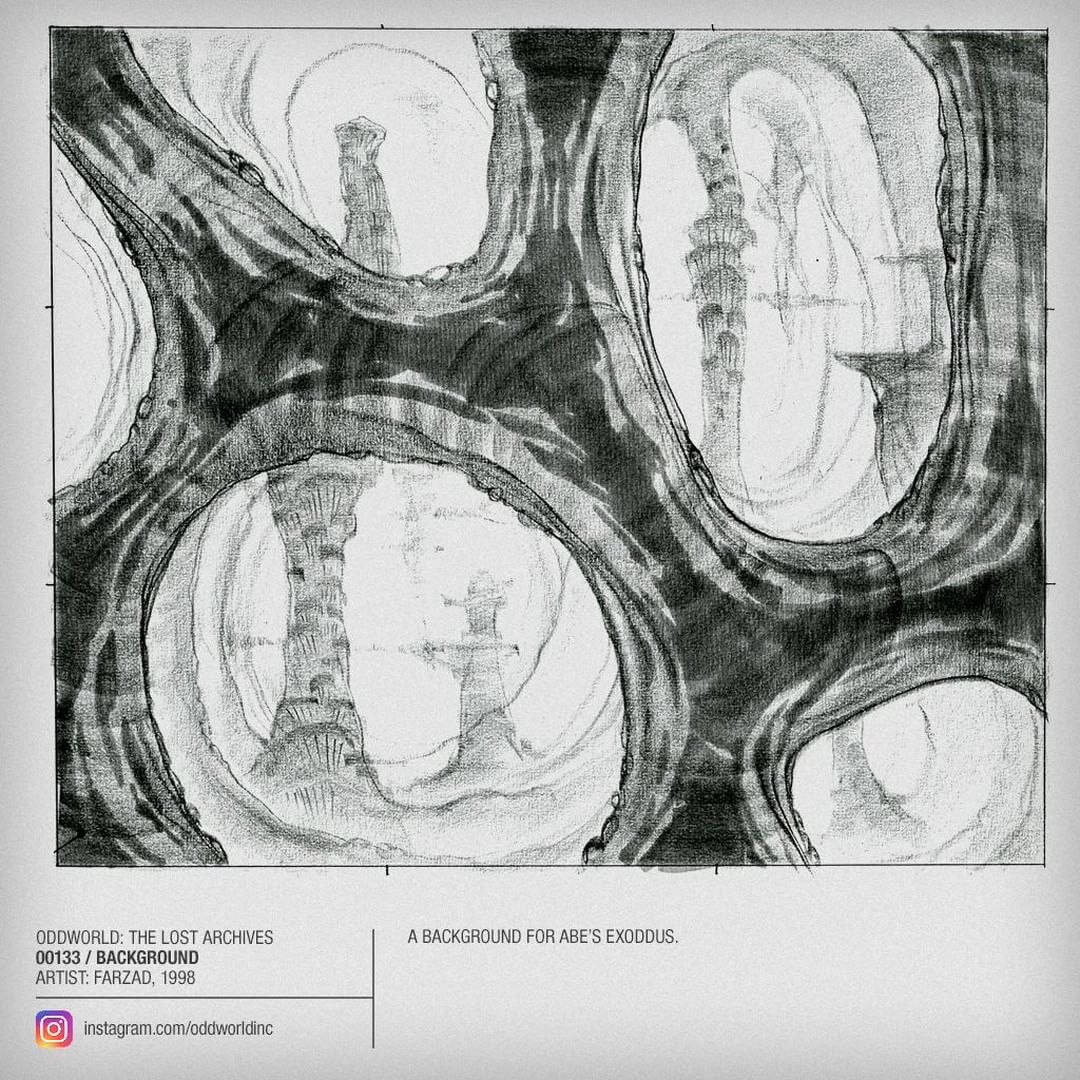 ODDWORLD: THE LOST ARCHIVES
00133 / BACKGROUND
ARTIST: FARZAD, 1998
instagram.com/oddworldinc
A BACKGROUND FOR ABE'S EXODDUS.